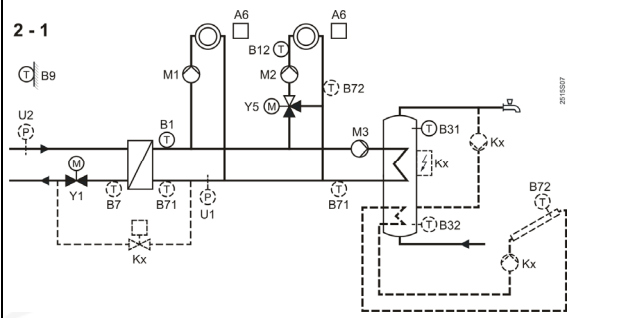 2 - 1
A6
A6
B12 T
T B9
M1
M2
T B72
U2
Y5 M
P
B1
T
M3
T B31
Kx
Kx
M
Y1
T
B7
T
B71
P
U1
T
B71
T B32
B72
T
Kx
Kx
2515S07